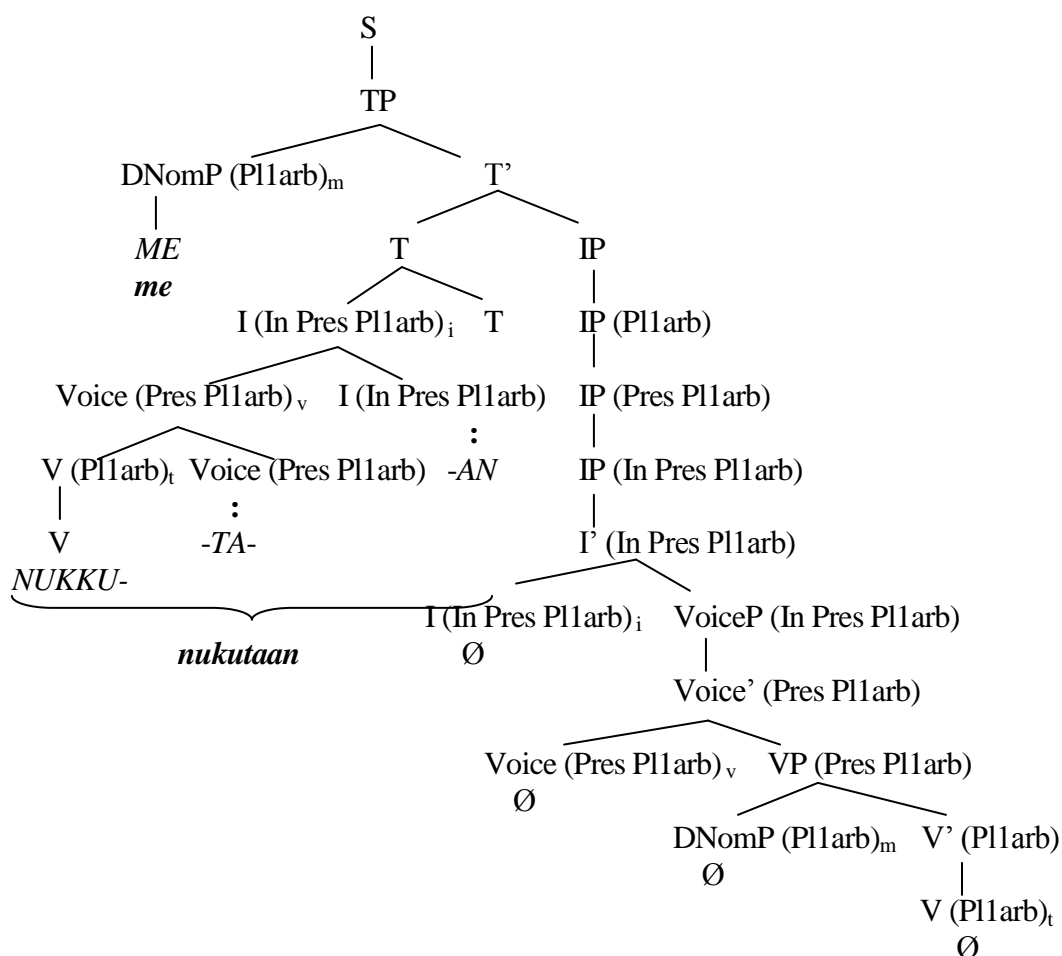 S
TP
DNomP (Pl1arb)m T’
ME T IP
me
I (In Pres Pl1arb) i T IP (Pl1arb)
Voice (Pres Pl1arb) v I (In Pres Pl1arb) IP (Pres Pl1arb)
:
V (Pl1arb)t Voice (Pres Pl1arb) -AN IP (In Pres Pl1arb)
:
V -TA- I’ (In Pres Pl1arb)
NUKKU-
I (In Pres Pl1arb) i VoiceP (In Pres Pl1arb)
nukutaan Ø
Voice’ (Pres Pl1arb)
Voice (Pres Pl1arb) v VP (Pres Pl1arb)
Ø
DNomP (Pl1arb)m V’ (Pl1arb)
Ø
V (Pl1arb)t
Ø